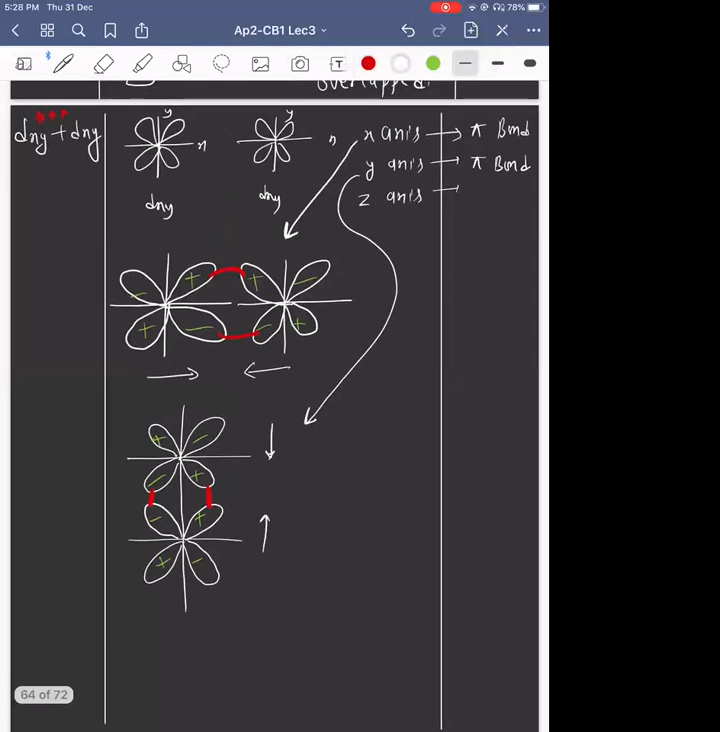 5:28 PM Thu 31 Dec
78%
Ap2-CB1 Lec3
T
overlapped.
dxy + dxy
y
x
y
x
x axis → π Bond
y axis → π Bond
z axis →
dxy
dxy
+ + −
− − +
+ − − +
+ −
− +
− +
+ −
64 of 72